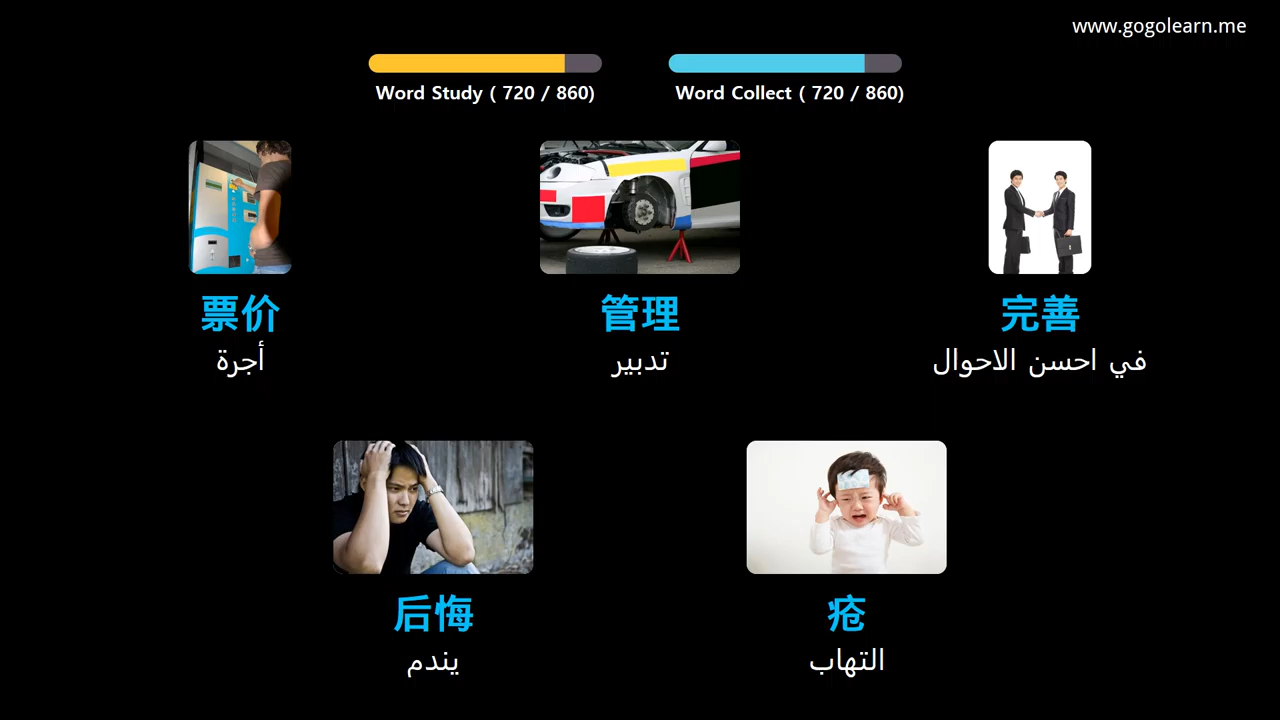 www.gogolearn.me
Word Study ( 720 / 860)
Word Collect ( 720 / 860)
票价
أجرة
管理
تدبير
完善
في احسن الاحوال
后悔
يندم
疮
التهاب